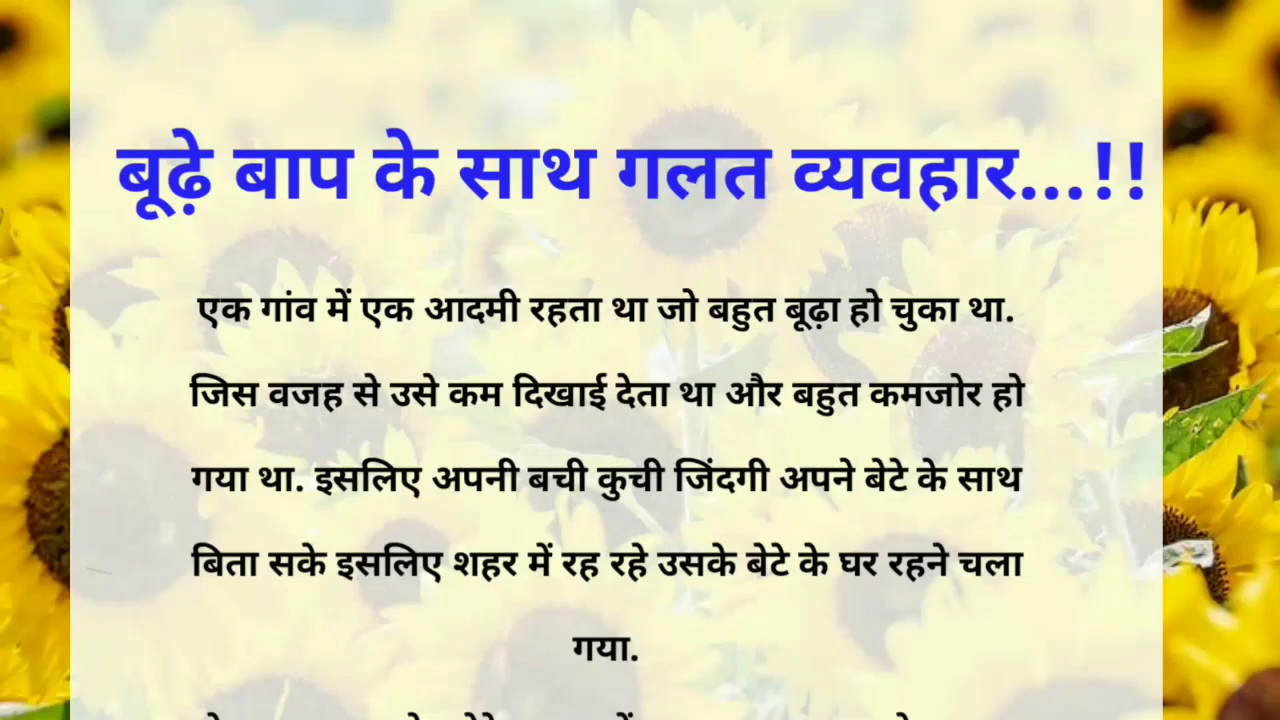 बूढ़े बाप के साथ गलत व्यवहार...!!
एक गांव में एक आदमी रहता था जो बहुत बूढ़ा हो चुका था.
जिस वजह से उसे कम दिखाई देता था और बहुत कमजोर हो
गया था. इसलिए अपनी बची कुची जिंदगी अपने बेटे के साथ
बिता सके इसलिए शहर में रह रहे उसके बेटे के घर रहने चला
गया.